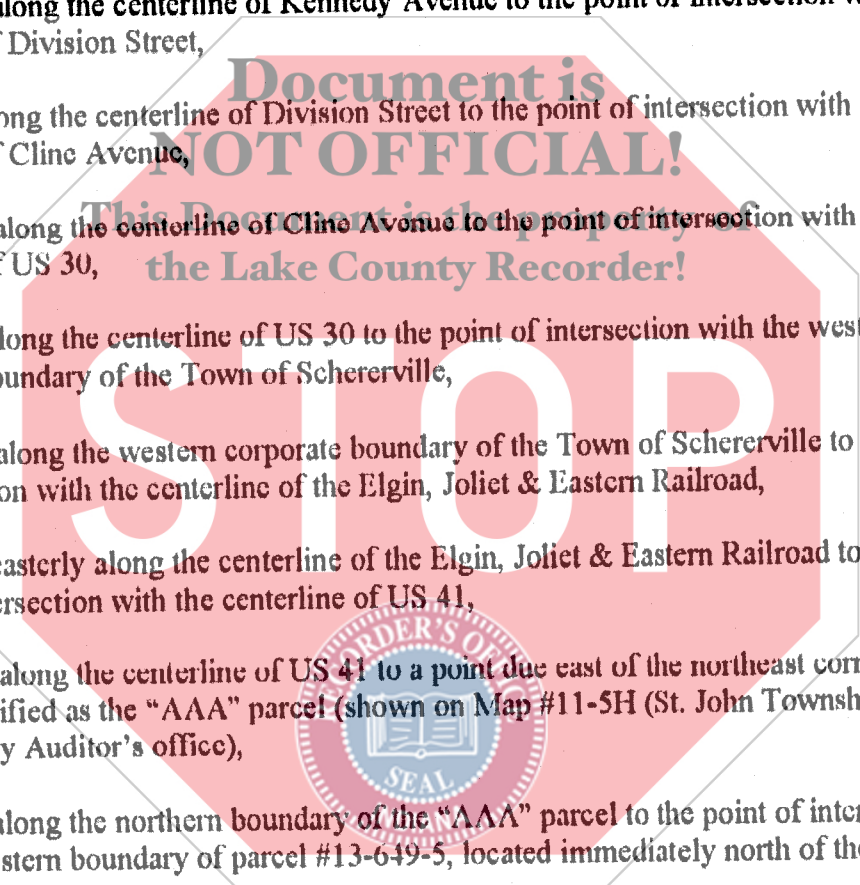 along the centerline of Kennedy Avenue to the point of intersection
f Division Street,
Document is
ong the centerline of Division Street to the point of intersection with
f Cline Avenue,
NOT OFFICIAL!
This Document is the property of
along the centerline of Cline Avenue to the point of intersection with
f US 30,
the Lake County Recorder!
long the centerline of US 30 to the point of intersection with the west
oundary of the Town of Schererville,
STOP
along the western corporate boundary of the Town of Schererville to
on with the centerline of the Elgin, Joliet & Eastern Railroad,
easterly along the centerline of the Elgin, Joliet & Eastern Railroad to
ersection with the centerline of US 41,
RECORDER'S OFFIC
along the centerline of US 41 to a point due east of the northeast corn
ified as the “AAA” parcel (shown on Map #11-5H (St. John Townsh
y Auditor's office),
SEAL
INDIANA
along the northern boundary of the “AAA” parcel to the point of inter
stern boundary of parcel #13-649-5, located immediately north of the